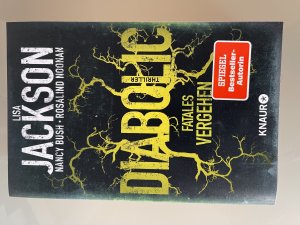 LISA
JACKSON
NANCY BUSH · ROSALIND NOONAN
DIABOLIC
THRILLER
FATALES
VERGEHEN
SPIEGEL
Bestseller-
Autorin
KNAUR